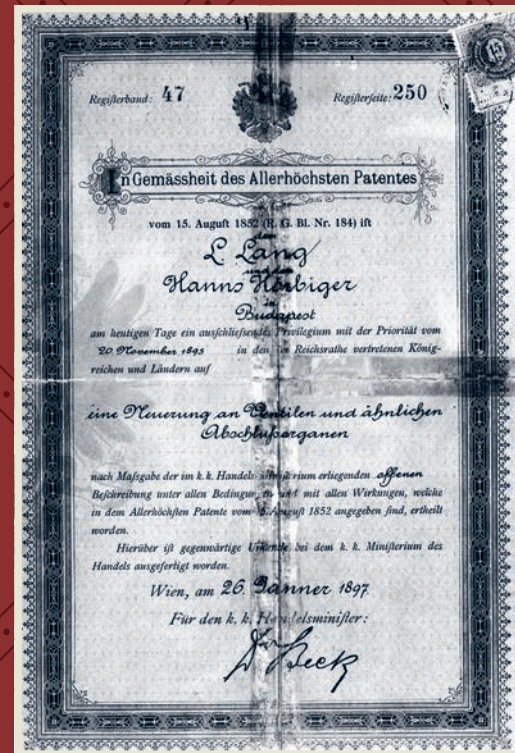 Registerband: 47
Registerseite: 250
In Gemässheit des Allerhöchsten Patentes
vom 15. August 1852 (R. G. Bl. Nr. 184) ist
L Lang
Hanns Hörbiger
in
Budapest
am heutigen Tage ein ausschliessendes Privilegium mit der Priorität vom
20. November 1895 in den im Reichsrathe vertretenen König-
reichen und Ländern auf
eine Neuerung an Ventilen und ähnlichen
Abschlußorganen
nach Massgabe der im k. k. Handelsministerium erliegenden offenen
Beschreibung unter allen Bedingungen und mit allen Wirkungen, welche
in dem Allerhöchsten Patente vom 15. August 1852 angegeben sind, ertheilt
worden.
Hierüber ist gegenwärtige Urkunde bei dem k. k. Ministerium des
Handels ausgefertigt worden.
Wien, am 26. Jänner 1897
Für den k. k. Handelsminister:
Dr Beck